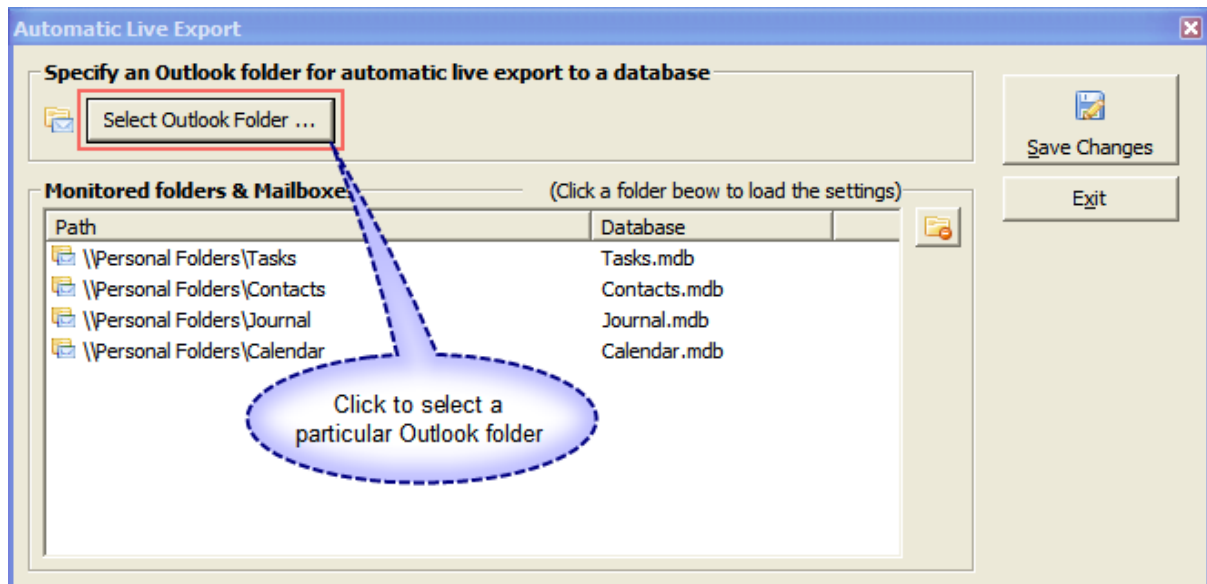 Automatic Live Export
Specify an Outlook folder for automatic live export to a database
Select Outlook Folder ...
Save Changes
Exit
Monitored folders & Mailboxes (Click a folder beow to load the settings)
Path Database
\\Personal Folders\Tasks Tasks.mdb
\\Personal Folders\Contacts Contacts.mdb
\\Personal Folders\Journal Journal.mdb
\\Personal Folders\Calendar Calendar.mdb
Click to select a
particular Outlook folder